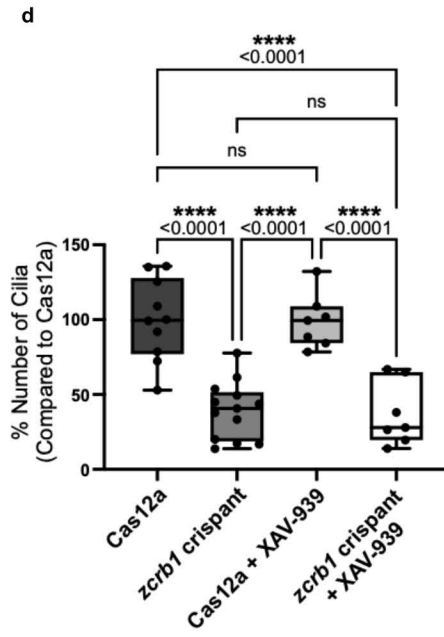 d
****
<0.0001
ns
ns
**** **** ****
<0.0001 <0.0001 <0.0001
150
100
50
0
% Number of Cilia
(Compared to Cas12a)
Cas12a
zcrb1 crispant
Cas12a + XAV-939
zcrb1 crispant
+ XAV-939